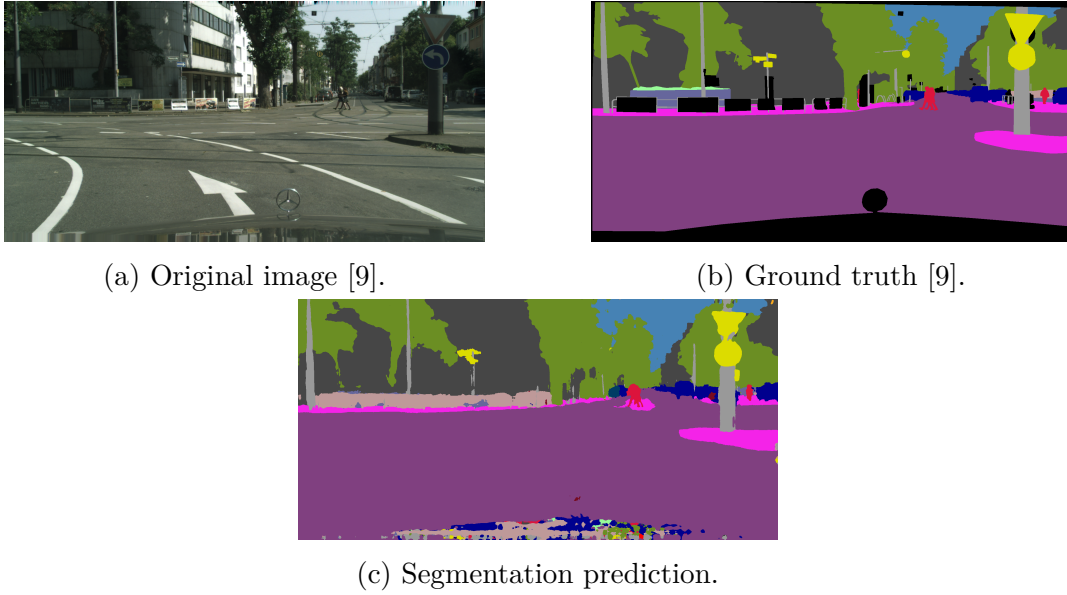 (a) Original image [9].
(b) Ground truth [9].
(c) Segmentation prediction.